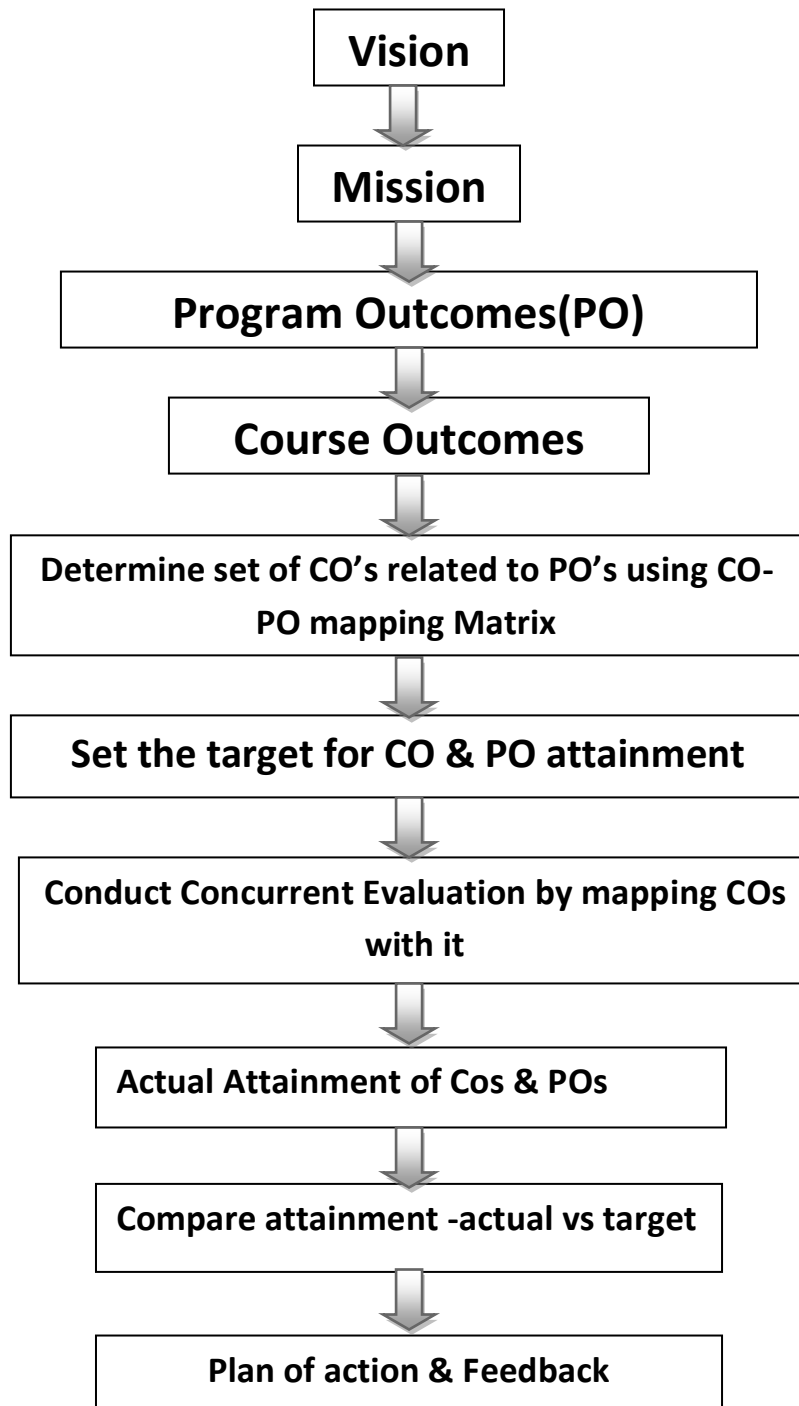 Vision
Mission
Program Outcomes(PO)
Course Outcomes
Determine set of CO’s related to PO’s using CO-
PO mapping Matrix
Set the target for CO & PO attainment
Conduct Concurrent Evaluation by mapping COs
with it
Actual Attainment of Cos & POs
Compare attainment -actual vs target
Plan of action & Feedback